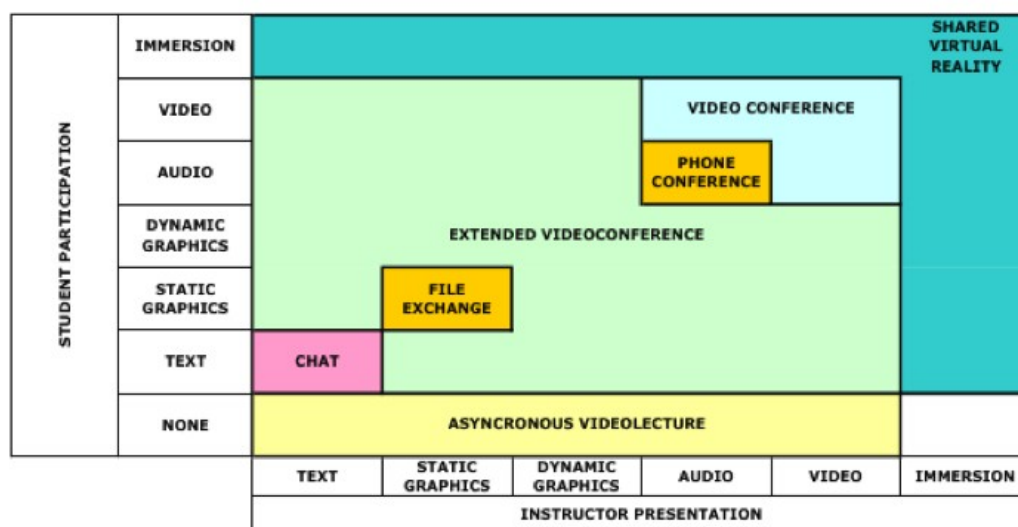 SHARED
VIRTUAL
REALITY
IMMERSION
VIDEO
VIDEO CONFERENCE
AUDIO
PHONE
CONFERENCE
STUDENT PARTICIPATION
DYNAMIC
GRAPHICS
EXTENDED VIDEOCONFERENCE
STATIC
GRAPHICS
FILE
EXCHANGE
TEXT
CHAT
NONE
ASYNCRONOUS VIDEOLECTURE
TEXT
STATIC
GRAPHICS
DYNAMIC
GRAPHICS
AUDIO
VIDEO
IMMERSION
INSTRUCTOR PRESENTATION